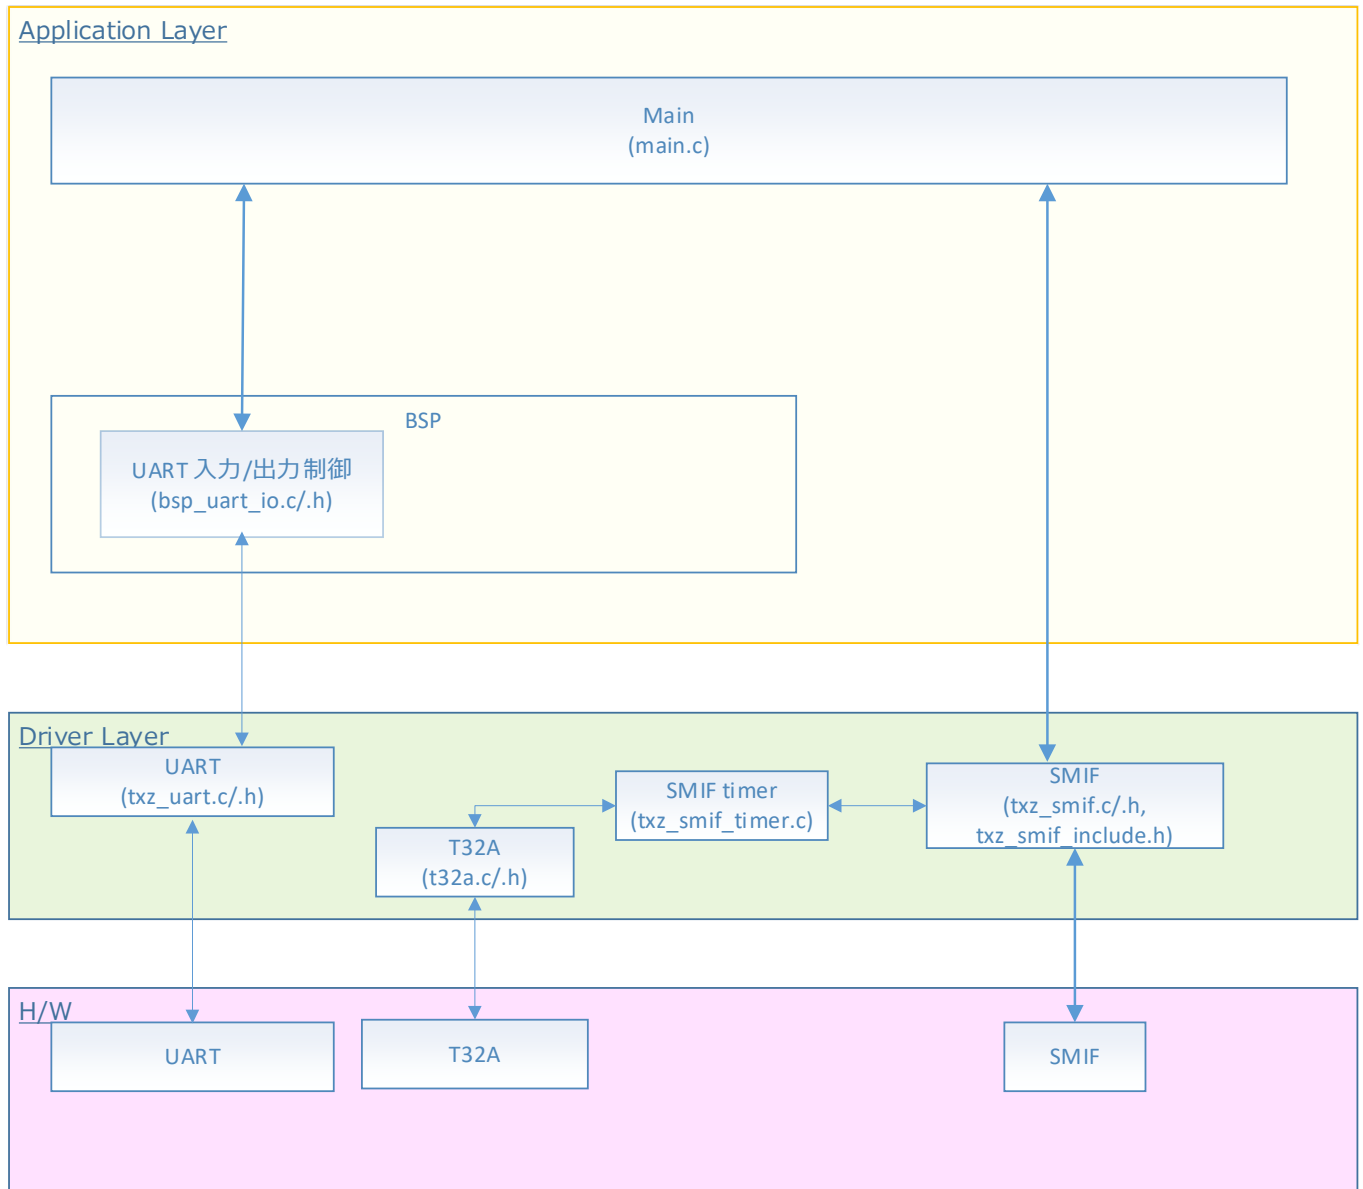 Application Layer
Main
(main.c)
BSP
UART 入力/出力制御
(bsp_uart_io.c/.h)
Driver Layer
UART
(txz_uart.c/.h)
SMIF timer
(txz_smif_timer.c)
SMIF
(txz_smif.c/.h,
txz_smif_include.h)
T32A
(t32a.c/.h)
H/W
UART
T32A
SMIF